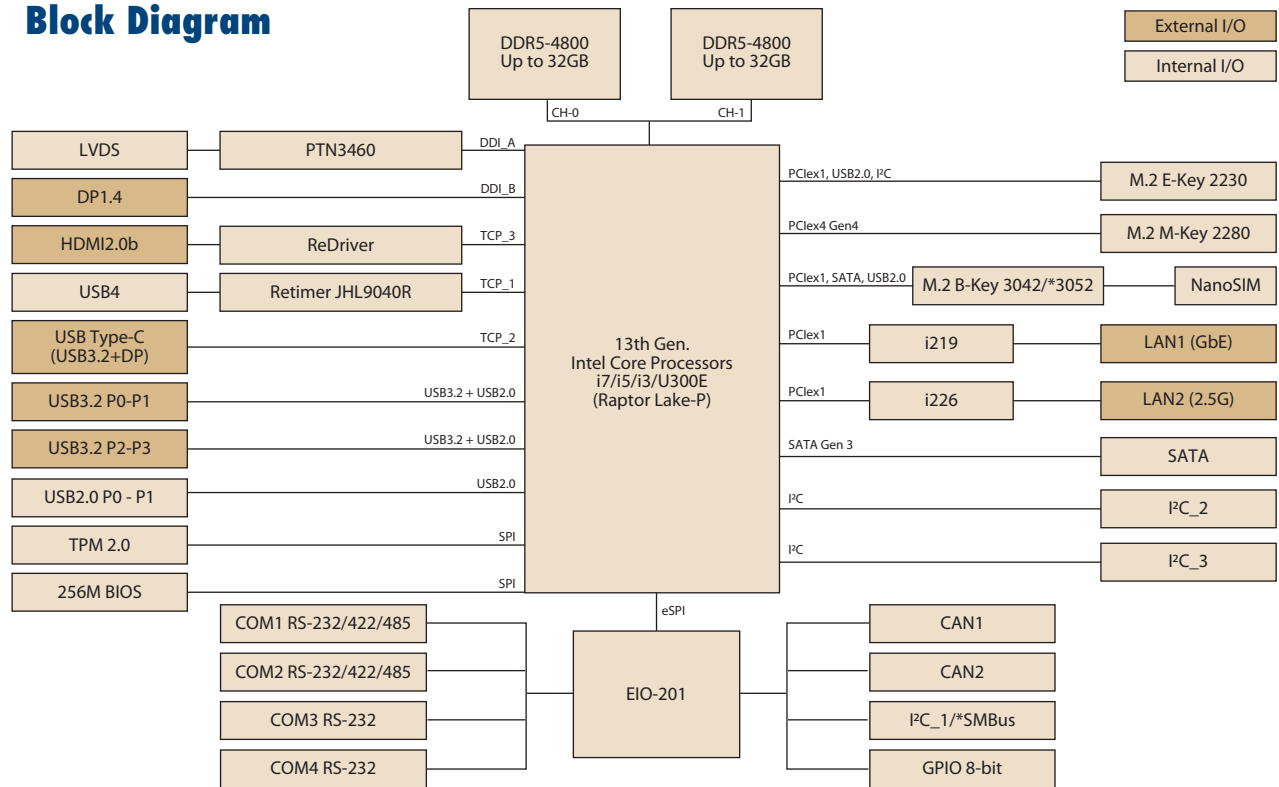 Block Diagram
DDR5-4800
Up to 32GB
DDR5-4800
Up to 32GB
External I/O
Internal I/O
CH-0
CH-1
LVDS
PTN3460
DDI_A
DP1.4
DDI_B
HDMI2.0b
ReDriver
TCP_3
USB4
Retimer JHL9040R
TCP_1
USB Type-C
(USB3.2+DP)
TCP_2
USB3.2 P0-P1
USB3.2 + USB2.0
USB3.2 P2-P3
USB3.2 + USB2.0
USB2.0 P0 - P1
USB2.0
TPM 2.0
SPI
256M BIOS
SPI
13th Gen.
Intel Core Processors
i7/i5/i3/U300E
(Raptor Lake-P)
PCIex1, USB2.0, I²C
M.2 E-Key 2230
PCIex4 Gen4
M.2 M-Key 2280
PCIex1, SATA, USB2.0
M.2 B-Key 3042/*3052
NanoSIM
PCIex1
i219
LAN1 (GbE)
PCIex1
i226
LAN2 (2.5G)
SATA Gen 3
SATA
I²C
I²C_2
I²C
I²C_3
eSPI
COM1 RS-232/422/485
COM2 RS-232/422/485
COM3 RS-232
COM4 RS-232
EIO-201
CAN1
CAN2
I²C_1/*SMBus
GPIO 8-bit